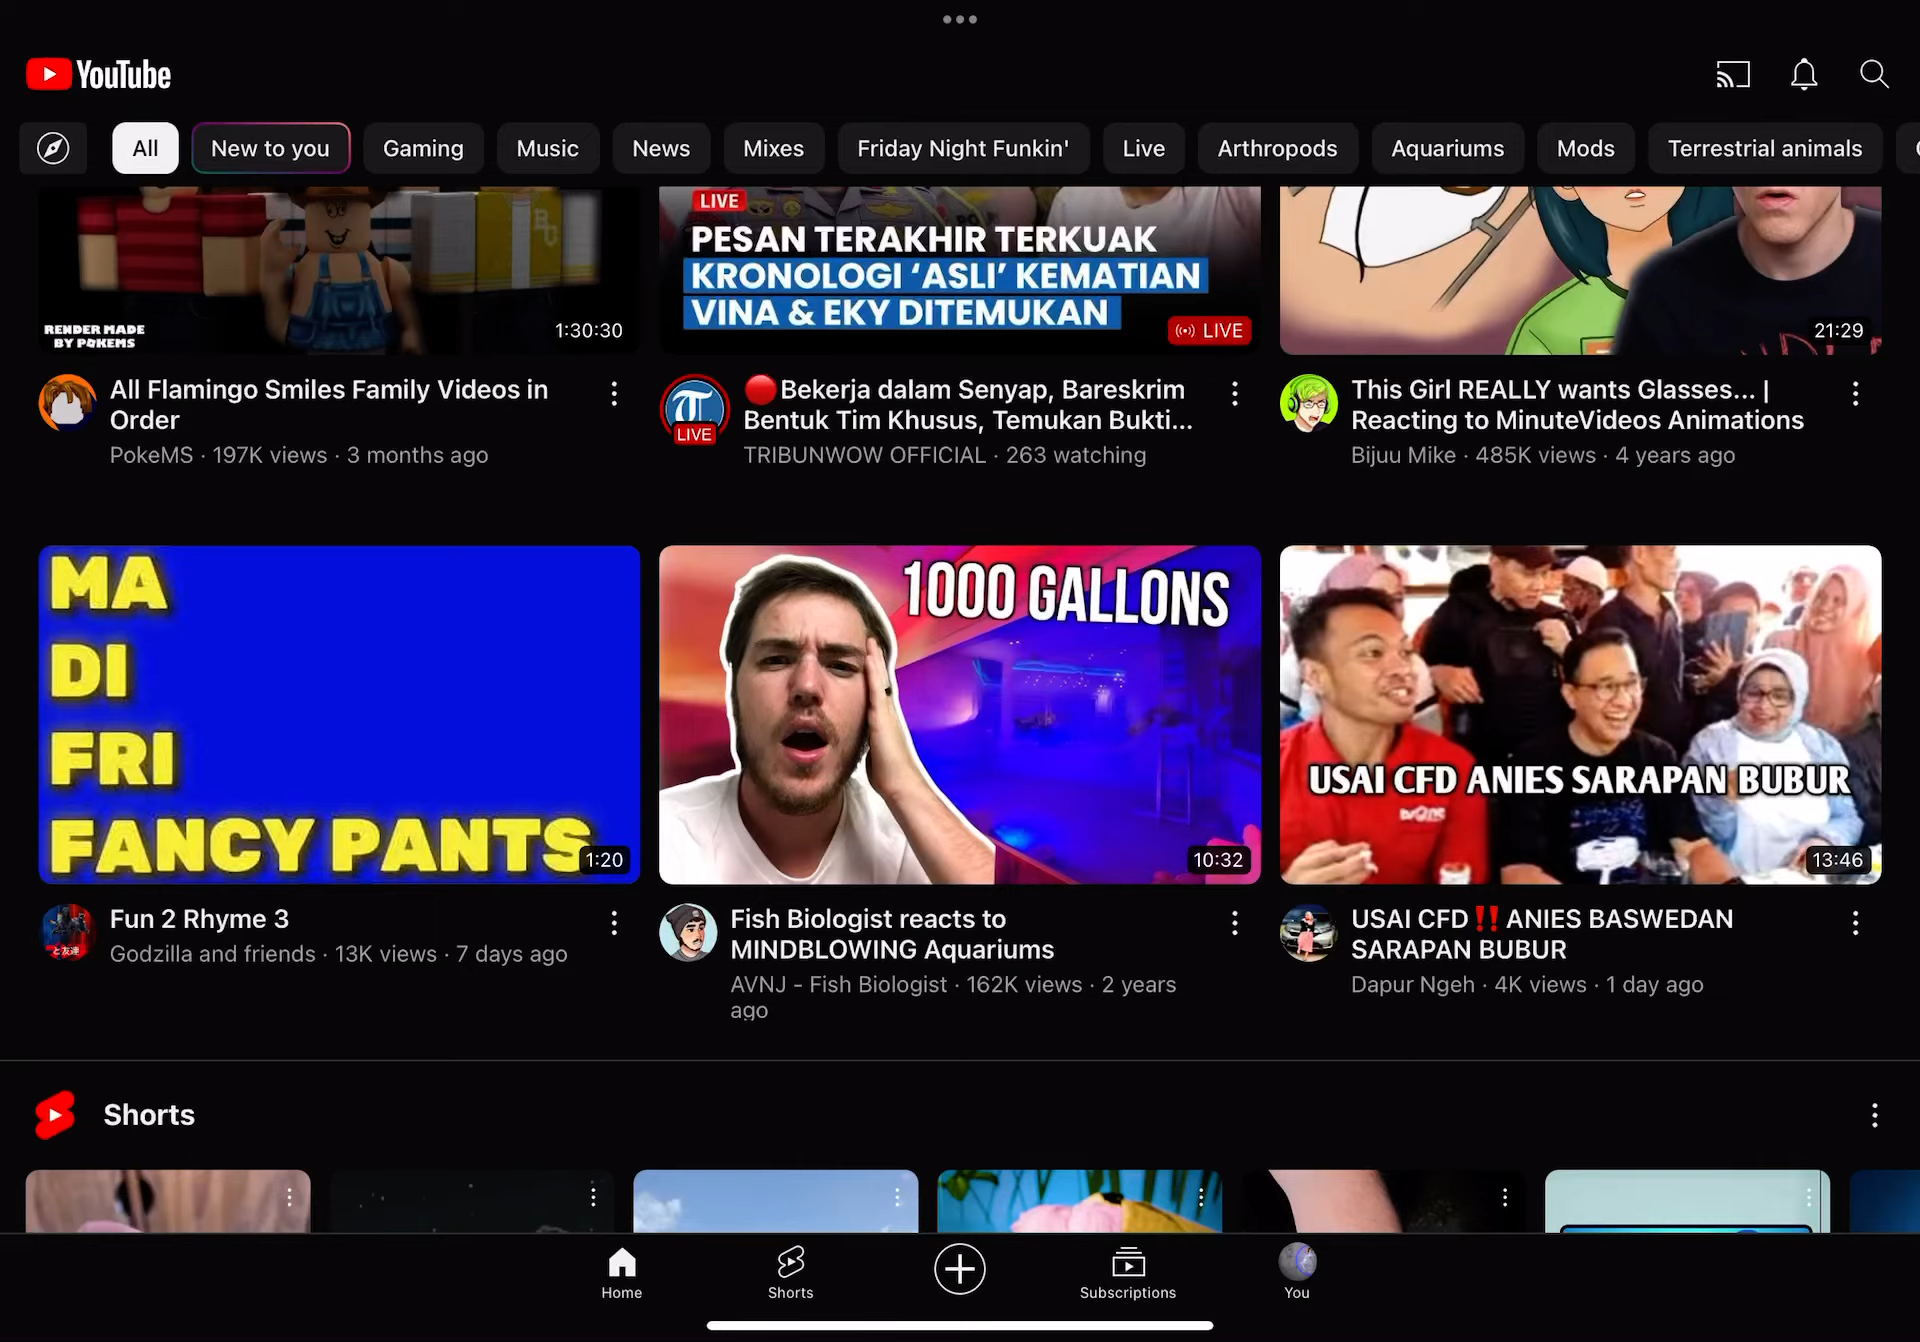 YouTube
All
New to you
Gaming
Music
News
Mixes
Friday Night Funkin'
Live
Arthropods
Aquariums
Mods
Terrestrial animals
RENDER MADE
BY POKEMS
1:30:30
LIVE
PESAN TERAKHIR TERKUAK
KRONOLOGI ‘ASLI’ KEMATIAN
VINA & EKY DITEMUKAN
LIVE
21:29
All Flamingo Smiles Family Videos in
Order
PokeMS · 197K views · 3 months ago
LIVE
Bekerja dalam Senyap, Bareskrim
Bentuk Tim Khusus, Temukan Bukti...
TRIBUNWOW OFFICIAL · 263 watching
This Girl REALLY wants Glasses... |
Reacting to MinuteVideos Animations
Bijuu Mike · 485K views · 4 years ago
MA
DI
FRI
FANCY PANTS
1:20
1000 GALLONS
10:32
USAI CFD ANIES SARAPAN BUBUR
13:46
と友達
Fun 2 Rhyme 3
Godzilla and friends · 13K views · 7 days ago
Fish Biologist reacts to
MINDBLOWING Aquariums
AVNJ - Fish Biologist · 162K views · 2 years
ago
USAI CFD‼️ANIES BASWEDAN
SARAPAN BUBUR
Dapur Ngeh · 4K views · 1 day ago
Shorts
Home
Shorts
Subscriptions
You